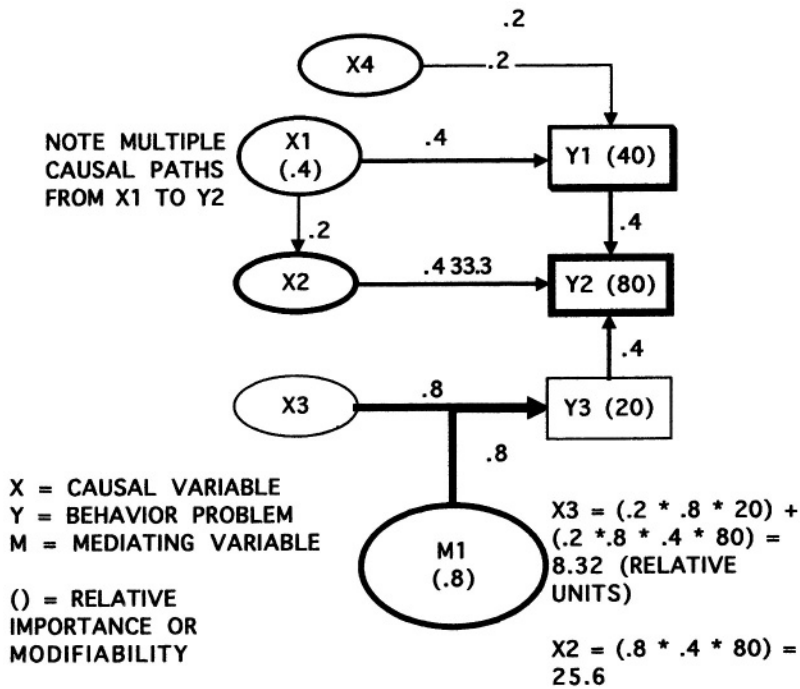 .2
X4
.2
NOTE MULTIPLE
CAUSAL PATHS
FROM X1 TO Y2
X1
(.4)
.4
Y1 (40)
.2
.4
X2
.4 33.3
Y2 (80)
.4
X3
.8
Y3 (20)
.8
X = CAUSAL VARIABLE
Y = BEHAVIOR PROBLEM
M = MEDIATING VARIABLE
() = RELATIVE
IMPORTANCE OR
MODIFIABILITY
M1
(.8)
X3 = (.2 * .8 * 20) +
(.2 *.8 * .4 * 80) =
8.32 (RELATIVE
UNITS)
X2 = (.8 * .4 * 80) =
25.6